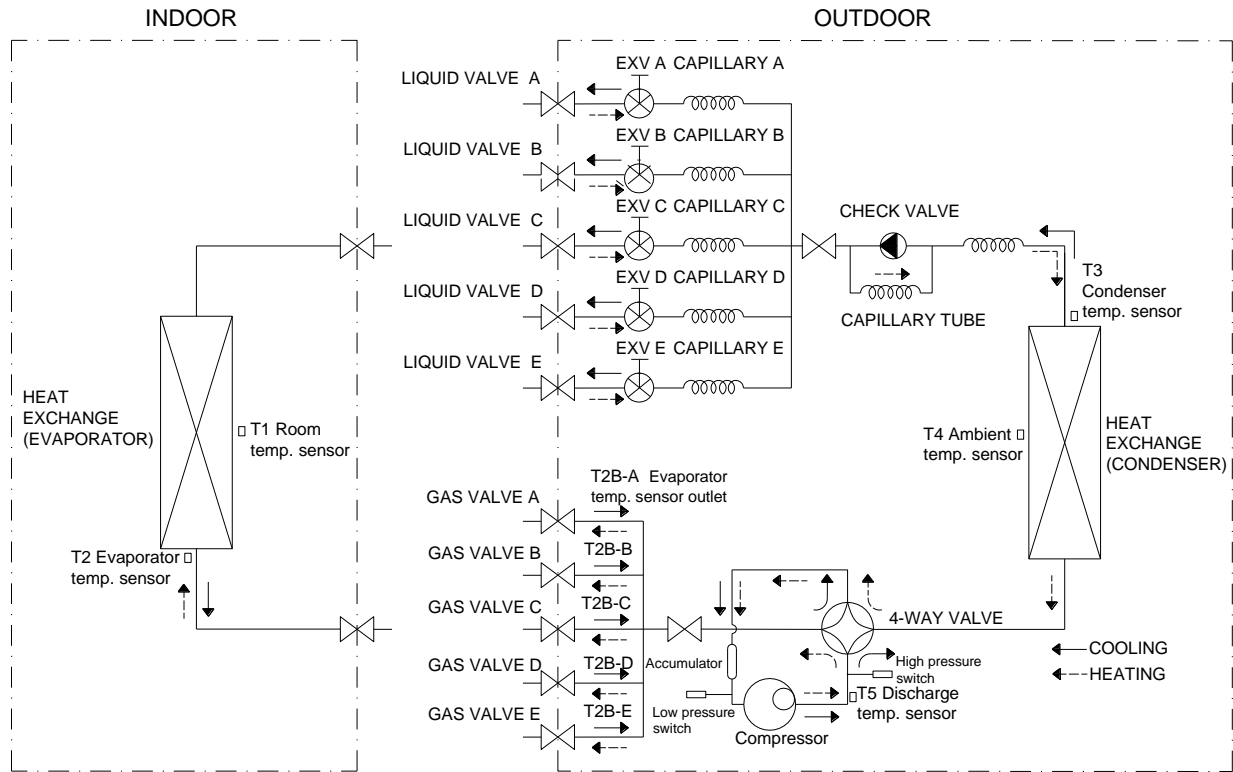 INDOOR
OUTDOOR
EXV A CAPILLARY A
LIQUID VALVE A
EXV B CAPILLARY B
LIQUID VALVE B
EXV C CAPILLARY C
LIQUID VALVE C
CHECK VALVE
EXV D CAPILLARY D
LIQUID VALVE D
CAPILLARY TUBE
T3
Condenser
temp. sensor
EXV E CAPILLARY E
LIQUID VALVE E
HEAT
EXCHANGE
(EVAPORATOR)
T1 Room
temp. sensor
T4 Ambient
temp. sensor
HEAT
EXCHANGE
(CONDENSER)
T2B-A Evaporator
temp. sensor outlet
GAS VALVE A
T2 Evaporator
temp. sensor
GAS VALVE B
T2B-B
GAS VALVE C
T2B-C
4-WAY VALVE
COOLING
HEATING
GAS VALVE D
T2B-D
Accumulator
High pressure
switch
GAS VALVE E
T2B-E
Low pressure
switch
T5 Discharge
temp. sensor
Compressor